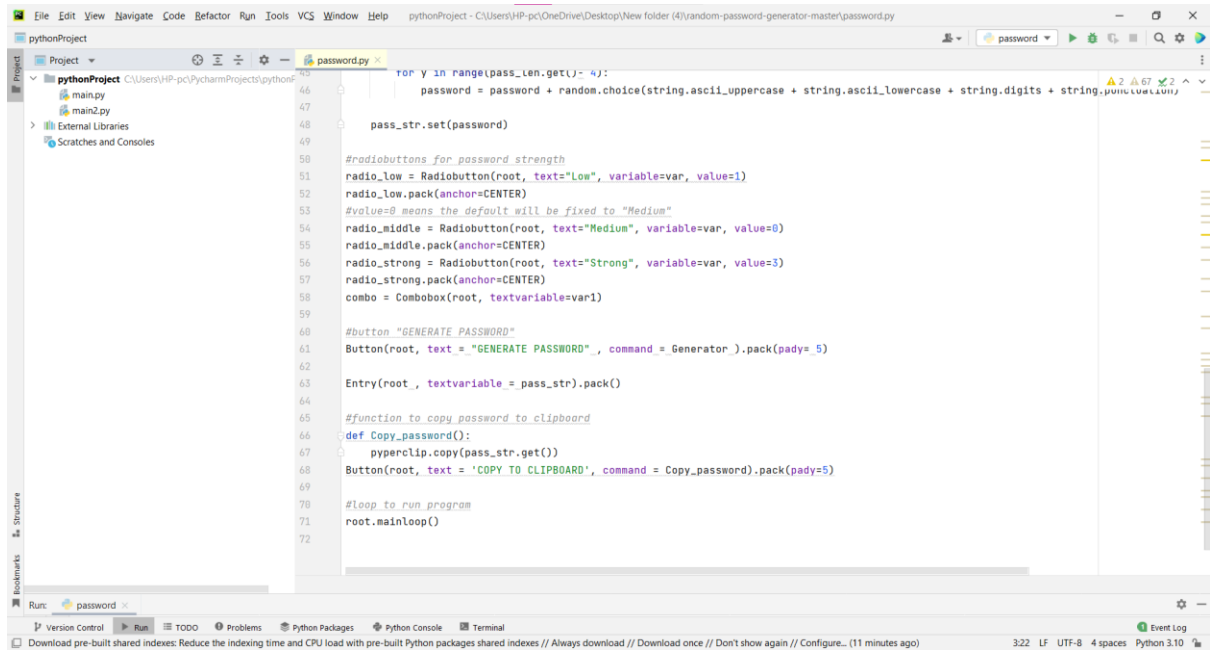 File Edit View Navigate Code Refactor Run Tools VCS Window Help pythonProject - C:\Users\HP-pc\OneDrive\Desktop\New folder (4)\random-password-generator-master\password.py
pythonProject
password
Project
password.py
pythonProject C:\Users\HP-pc\PycharmProjects\pythonP
main.py
main2.py
External Libraries
Scratches and Consoles
2 67 2
45 for y in range(pass_len.get()- 4):
46 password = password + random.choice(string.ascii_uppercase + string.ascii_lowercase + string.digits + string.punctuation)
47
48 pass_str.set(password)
49
50 #radiobuttons for password strength
51 radio_low = Radiobutton(root, text="Low", variable=var, value=1)
52 radio_low.pack(anchor=CENTER)
53 #value=0 means the default will be fixed to "Medium"
54 radio_middle = Radiobutton(root, text="Medium", variable=var, value=0)
55 radio_middle.pack(anchor=CENTER)
56 radio_strong = Radiobutton(root, text="Strong", variable=var, value=3)
57 radio_strong.pack(anchor=CENTER)
58 combo = Combobox(root, textvariable=var1)
59
60 #button "GENERATE PASSWORD"
61 Button(root, text = "GENERATE PASSWORD" , command = Generator ).pack(pady= 5)
62
63 Entry(root , textvariable = pass_str).pack()
64
65 #function to copy password to clipboard
66 def Copy_password():
67 pyperclip.copy(pass_str.get())
68 Button(root, text = 'COPY TO CLIPBOARD', command = Copy_password).pack(pady=5)
69
70 #loop to run program
71 root.mainloop()
72
Structure
Bookmarks
Run: password
Version Control Run TODO Problems Python Packages Python Console Terminal 1 Event Log
Download pre-built shared indexes: Reduce the indexing time and CPU load with pre-built Python packages shared indexes // Always download // Download once // Don't show again // Configure... (11 minutes ago) 3:22 LF UTF-8 4 spaces Python 3.10